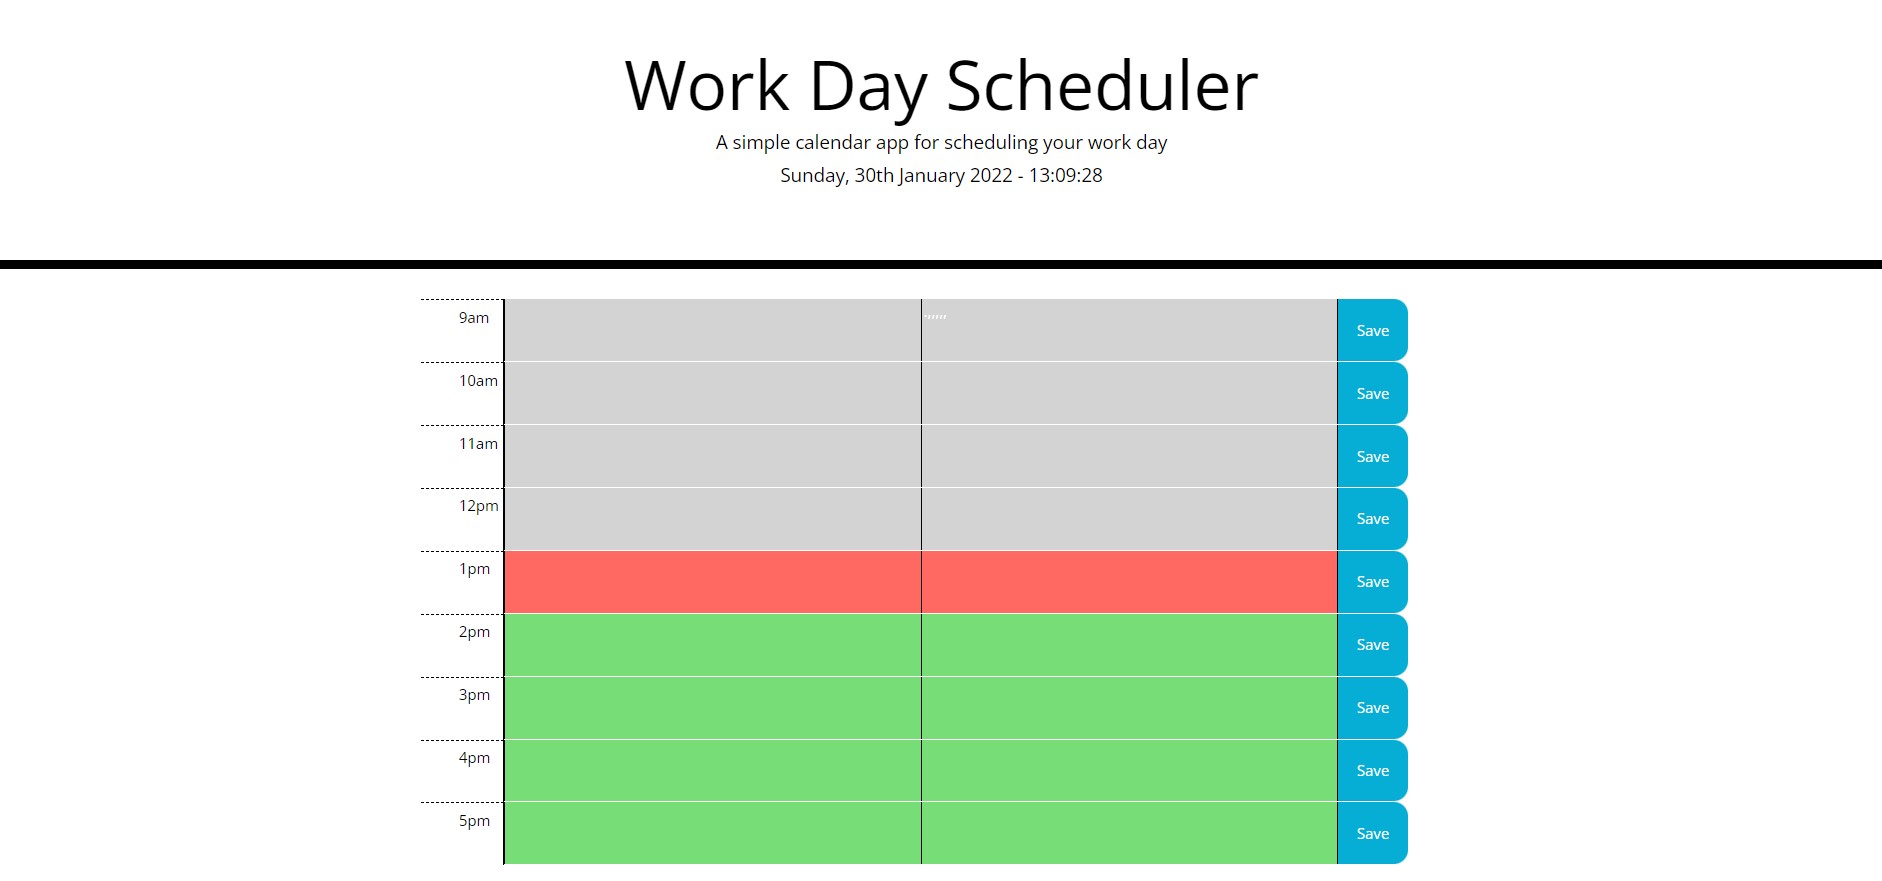 Work Day Scheduler
A simple calendar app for scheduling your work day
Sunday, 30th January 2022 - 13:09:28
9am Save
10am Save
11am Save
12pm Save
1pm Save
2pm Save
3pm Save
4pm Save
5pm Save